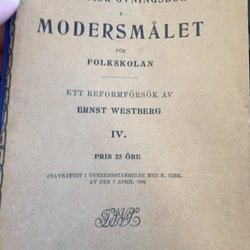 ÖVNINGSBOK
I
MODERSMÅLET
FÖR
FOLKSKOLAN
ETT REFORMFÖRSÖK AV
ERNST WESTBERG
IV.
PRIS 25 ÖRE
STAVSÄTTET I ÖVERENSSTÄMMELSE MED K. CIRK.
AV DEN 7 APRIL 1906